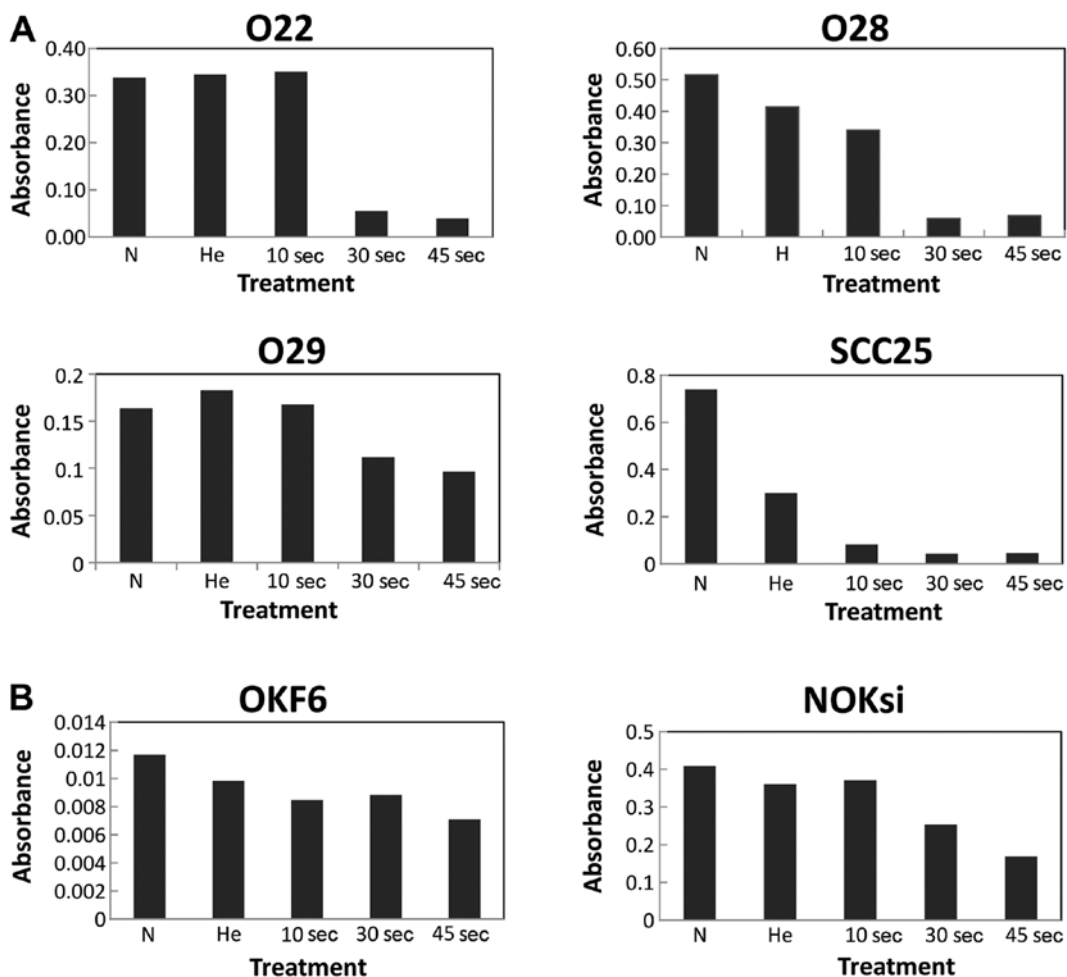 A
O22
0.40
0.30
0.20
0.10
0.00
Absorbance
N He 10 sec 30 sec 45 sec
Treatment
O28
0.60
0.50
0.40
0.30
0.20
0.10
0.00
Absorbance
N H 10 sec 30 sec 45 sec
Treatment
O29
0.2
0.15
0.1
0.05
0
Absorbance
N He 10 sec 30 sec 45 sec
Treatment
SCC25
0.8
0.6
0.4
0.2
0
Absorbance
N He 10 sec 30 sec 45 sec
Treatment
B
OKF6
0.014
0.012
0.01
0.008
0.006
0.004
0.002
0
Absorbance
N He 10 sec 30 sec 45 sec
Treatment
NOKsi
0.5
0.4
0.3
0.2
0.1
0
Absorbance
N He 10 sec 30 sec 45 sec
Treatment